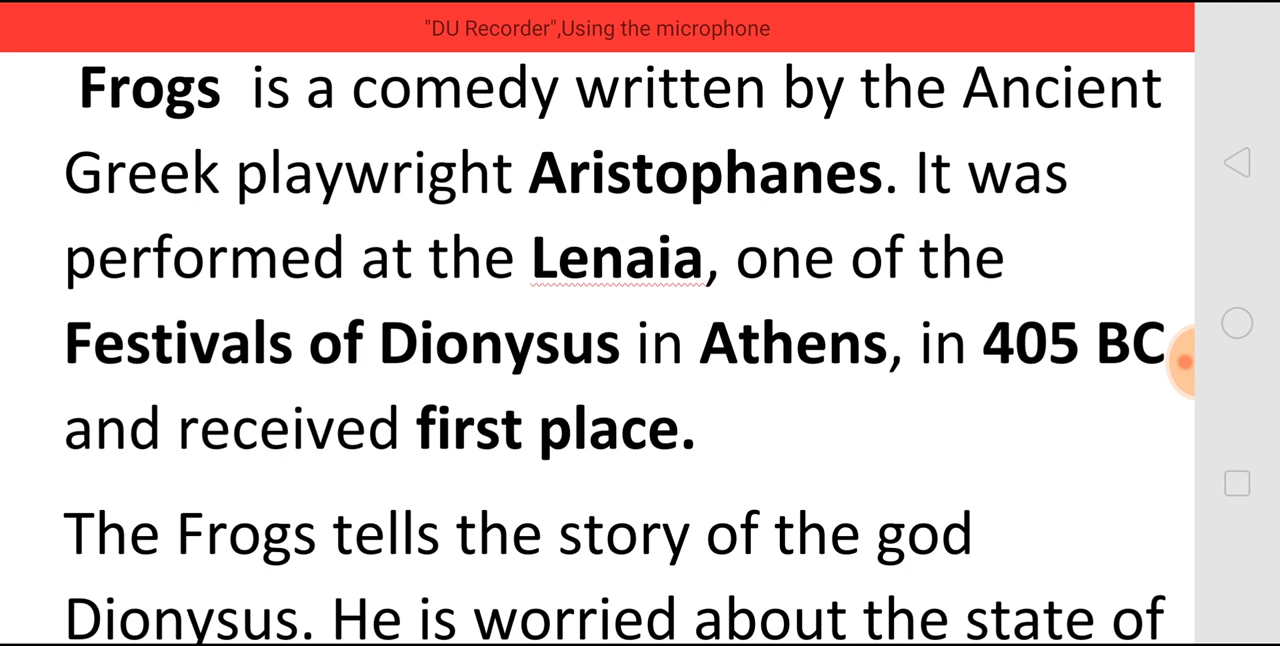 "DU Recorder",Using the microphone
Frogs is a comedy written by the Ancient
Greek playwright Aristophanes. It was
performed at the Lenaia, one of the
Festivals of Dionysus in Athens, in 405 BC
and received first place.
The Frogs tells the story of the god
Dionysus. He is worried about the state of